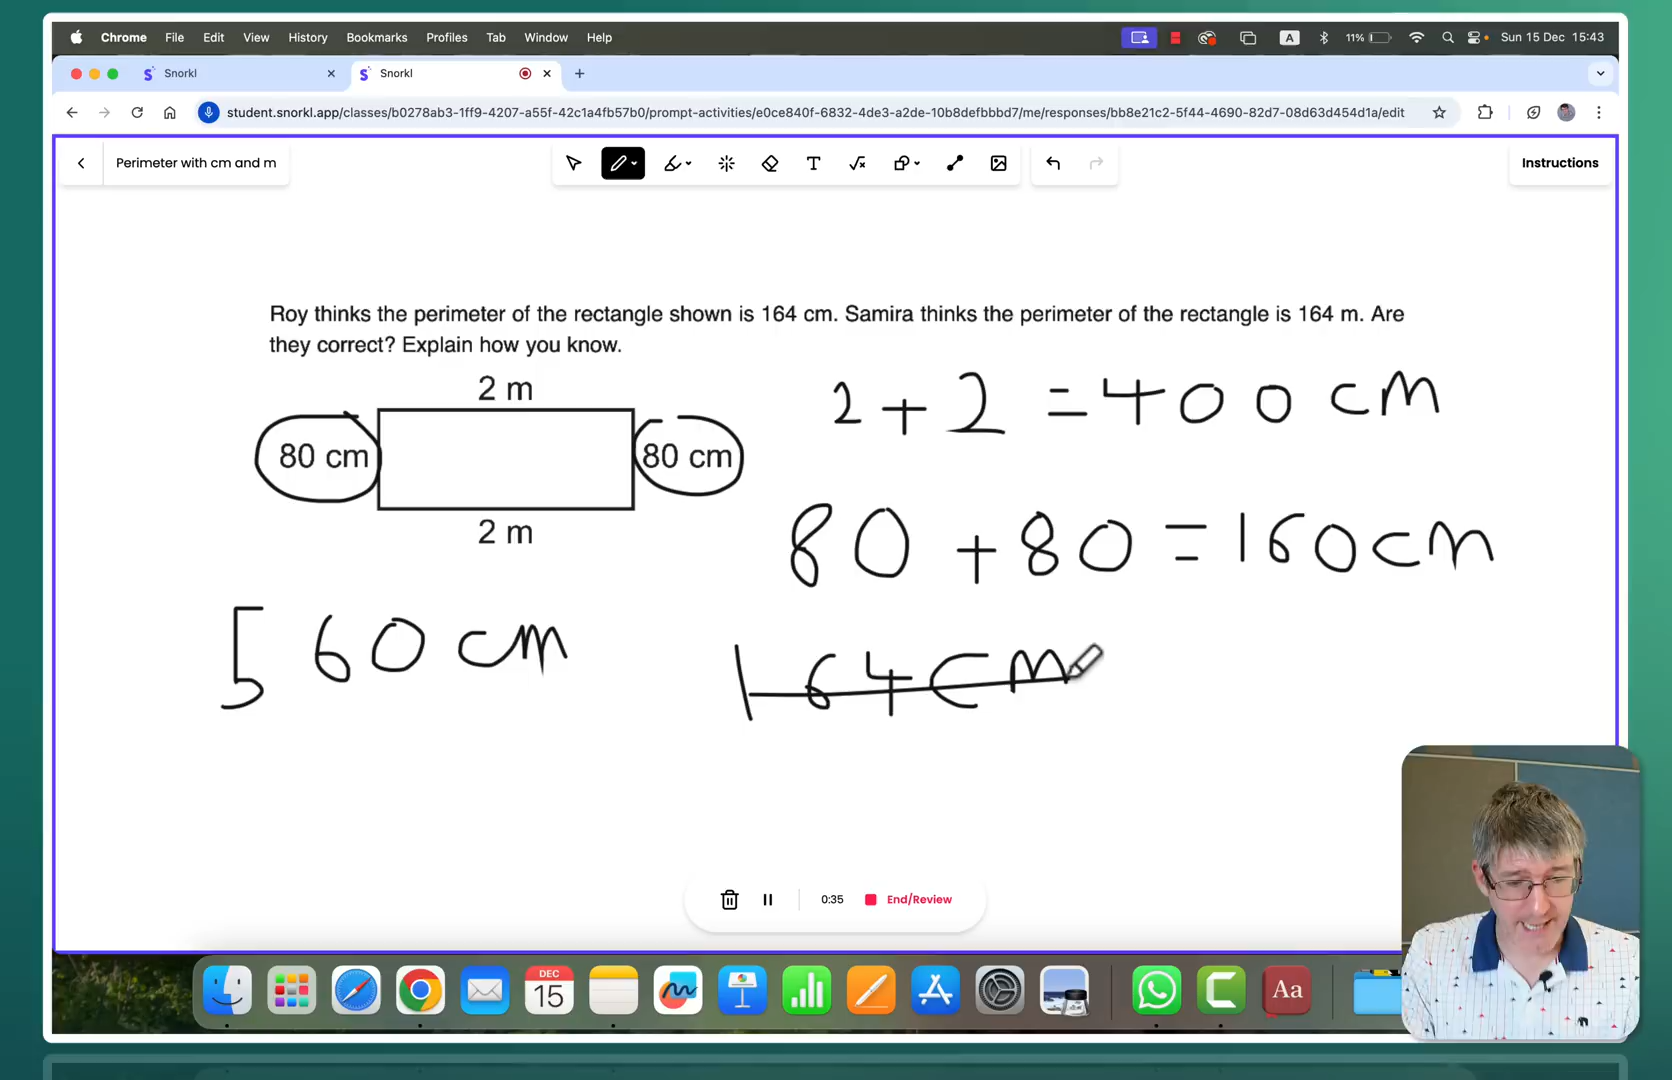 Chrome File Edit View History Bookmarks Profiles Tab Window Help A 11% Sun 15 Dec 15:43
Snorkl Snorkl
student.snorkl.app/classes/b0278ab3-1ff9-4207-a55f-42c1a4fb57b0/prompt-activities/e0ce840f-6832-4de3-a2de-10b8defbbbd7/me/responses/bb8e21c2-5f44-4690-82d7-08d63d454d1a/edit
Perimeter with cm and m T Instructions
Roy thinks the perimeter of the rectangle shown is 164 cm. Samira thinks the perimeter of the rectangle is 164 m. Are
they correct? Explain how you know.
2 m
2 + 2 = 400 cm
80 cm 80 cm
2 m
80 + 80 = 160cm
560 cm
164cm
0:35 End/Review
DEC
15
Aa